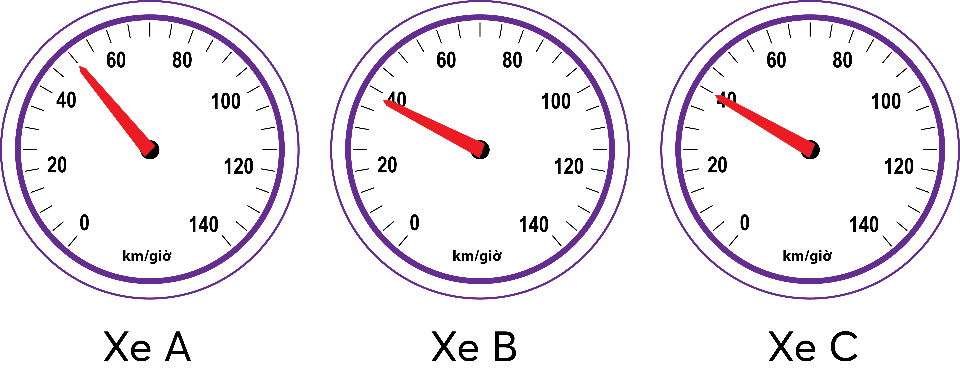 60 80 60 80 60 80
40 100 40 100 40 100
20 120 20 120 20 120
0 140 0 140 0 140
km/giờ km/giờ km/giờ
Xe A Xe B Xe C